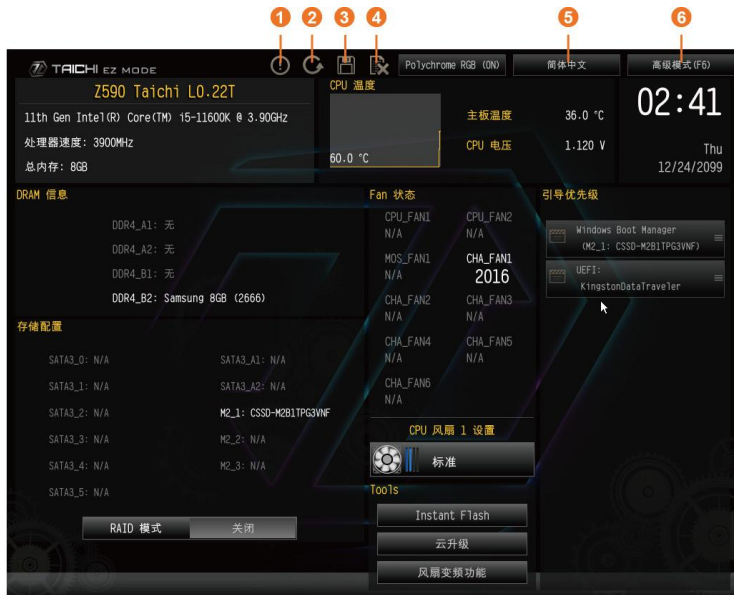 1 2 3 4 5 6
TAICHI EZ MODE
Polychrome RGB (ON)
简体中文
高级模式(F6)
Z590 Taichi L0.22T
11th Gen Intel(R) Core(TM) i5-11600K @ 3.90GHz
处理器速度: 3900MHz
总内存: 8GB
CPU 温度
60.0 °C
主板温度 36.0 °C
CPU 电压 1.120 V
02:41
Thu
12/24/2099
DRAM 信息
DDR4_A1: 无
DDR4_A2: 无
DDR4_B1: 无
DDR4_B2: Samsung 8GB (2666)
存储配置
SATA3_0: N/A
SATA3_A1: N/A
SATA3_1: N/A
SATA3_A2: N/A
SATA3_2: N/A
M2_1: CSSD-M2B1TPG3VNF
SATA3_3: N/A
M2_2: N/A
SATA3_4: N/A
M2_3: N/A
SATA3_5: N/A
RAID 模式
关闭
Fan 状态
CPU_FAN1 CPU_FAN2
N/A N/A
MOS_FAN1 CHA_FAN1
N/A 2016
CHA_FAN2 CHA_FAN3
N/A N/A
CHA_FAN4 CHA_FAN5
N/A N/A
CHA_FAN6
N/A
CPU 风扇 1 设置
标准
Tools
Instant Flash
云升级
风扇变频功能
引导优先级
Windows Boot Manager
(M2_1: CSSD-M2B1TPG3VNF)
UEFI:
KingstonDataTraveler